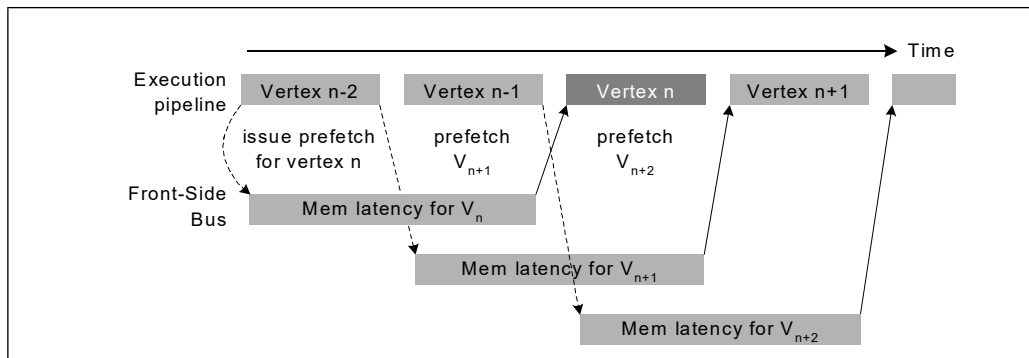 Time
Execution
pipeline
Vertex n-2
Vertex n-1
Vertex n
Vertex n+1
issue prefetch
for vertex n
prefetch
Vn+1
prefetch
Vn+2
Front-Side
Bus
Mem latency for Vn
Mem latency for Vn+1
Mem latency for Vn+2